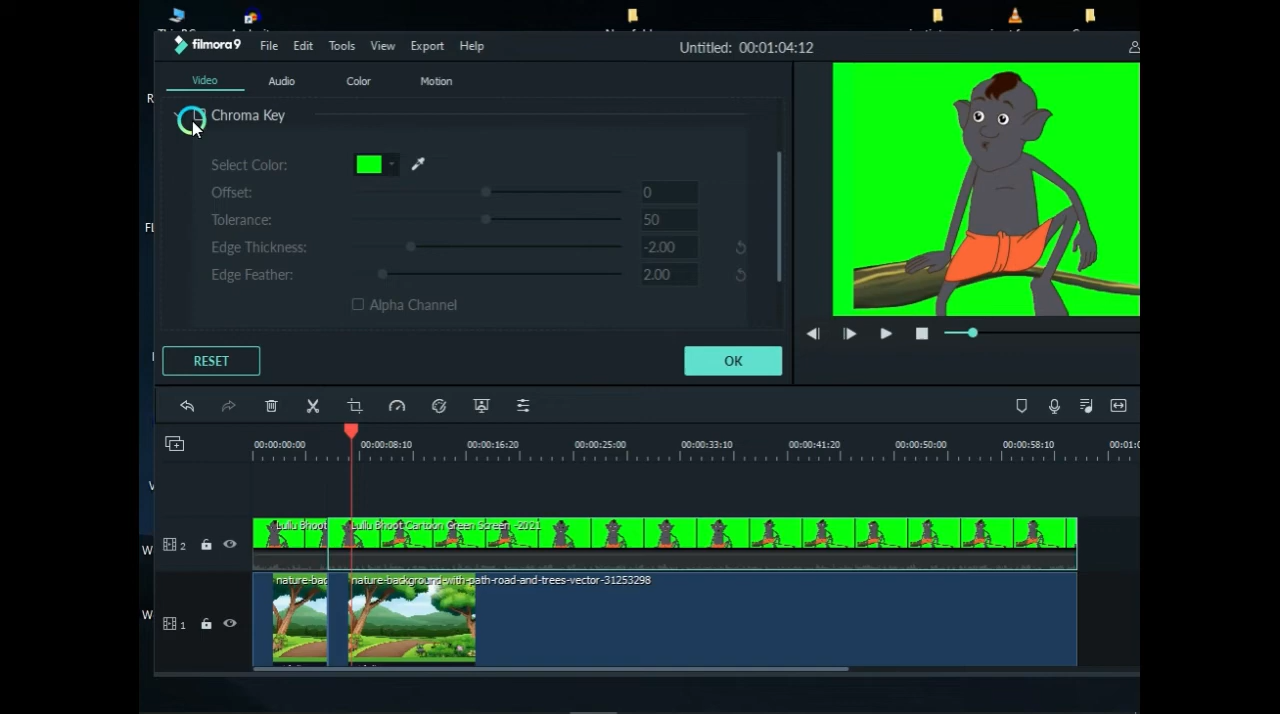 filmora9 File Edit Tools View Export Help Untitled: 00:01:04:12
Video Audio Color Motion
Chroma Key
Select Color:
Offset: 0
Tolerance: 50
Edge Thickness: -2.00
Edge Feather: 2.00
Alpha Channel
RESET OK
00:00:00:00 00:00:08:10 00:00:16:20 00:00:25:00 00:00:33:10 00:00:41:20 00:00:50:00 00:00:58:10 00:01:0
Lullu Bhoot Lullu Bhoot Cartoon Green Screen -2021
2
nature-bac nature-background-with-path-road-and-trees-vector-31253298
1